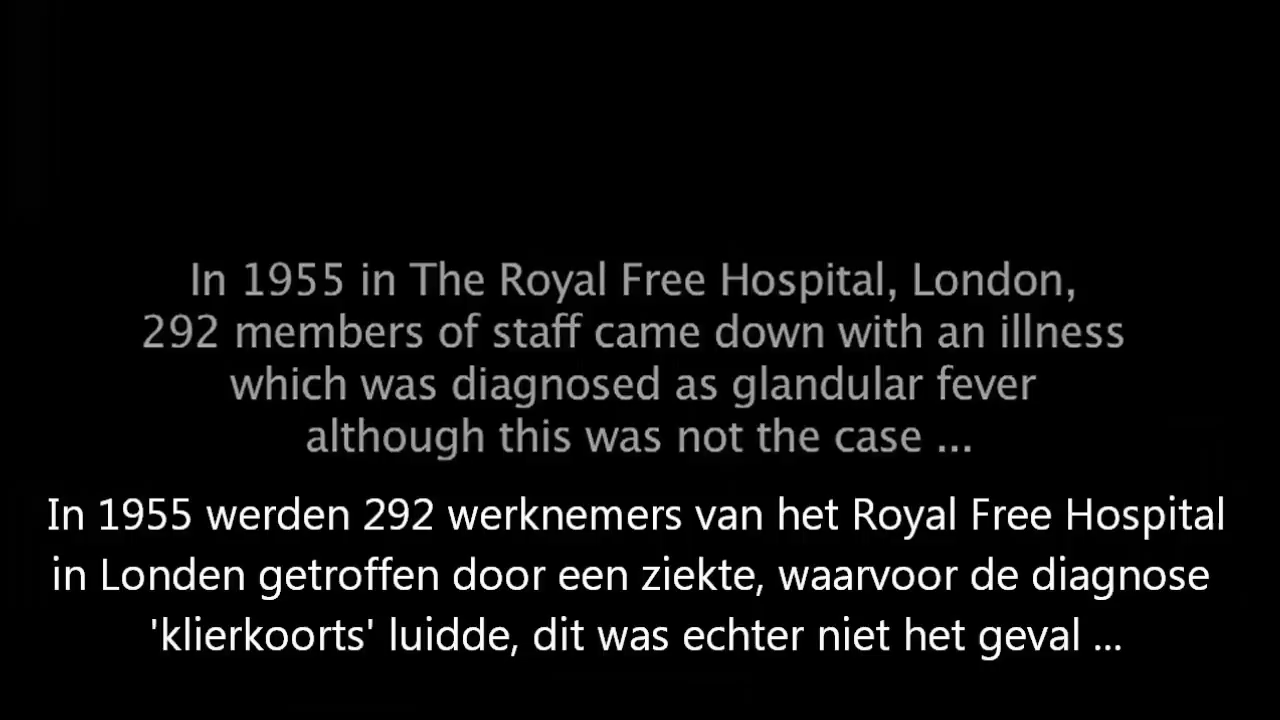 In 1955 in The Royal Free Hospital, London,
292 members of staff came down with an illness
which was diagnosed as glandular fever
although this was not the case ...
In 1955 werden 292 werknemers van het Royal Free Hospital
in Londen getroffen door een ziekte, waarvoor de diagnose
'klierkoorts' luidde, dit was echter niet het geval ...